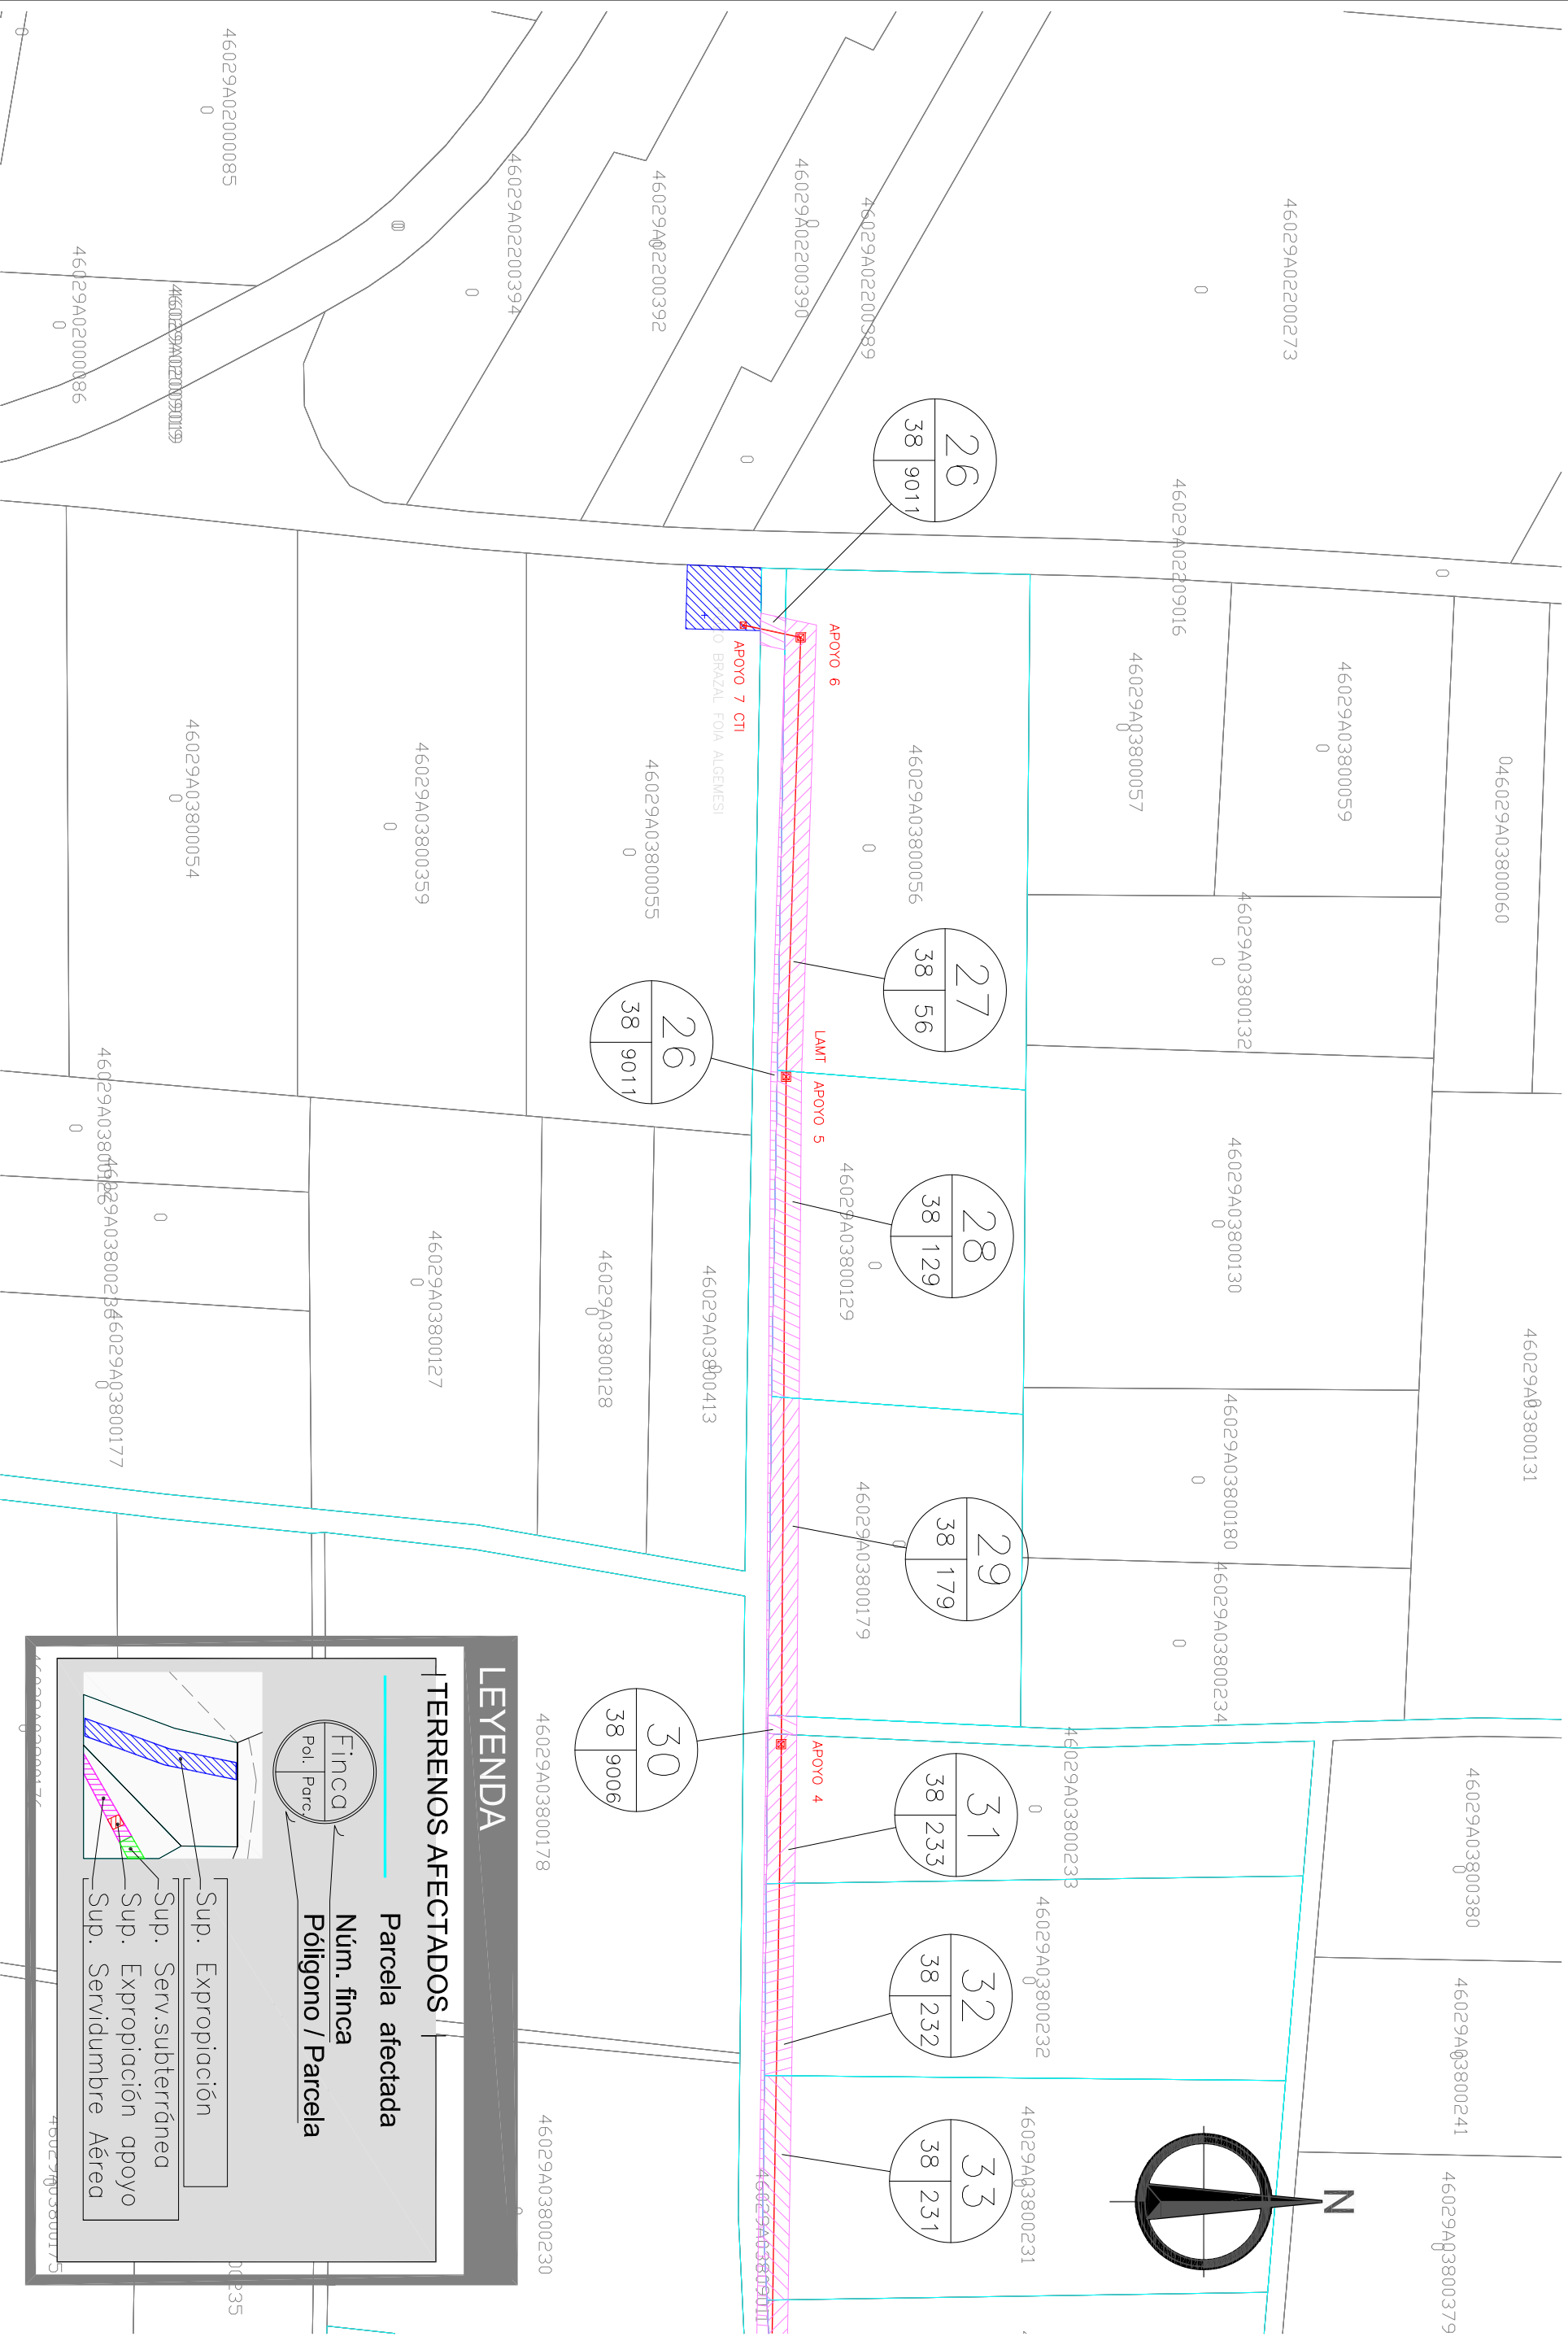 46029A02000085
46029A02000086
46029A02200394
46029A02200392
46029A02200390
46029A02200389
46029A02200273
46029A02209016
46029A03800054
46029A03800359
46029A03800055
46029A03800056
46029A03800057
46029A03800059
46029A03800060
46029A03800132
46029A03800130
46029A03800131
46029A03800129
46029A03800127
46029A03800128
46029A03800413
46029A03800177
46029A03800179
46029A03800180
46029A03800234
46029A03800178
46029A03800233
46029A03800232
46029A03800231
46029A03800230
46029A03800380
46029A03800241
46029A03800379
46029A03809011
26
38 9011
APOYO 6
APOYO 7 CTI
O BRAZAL FOIA ALGEMESI
27
38 56
26
38 9011
LAMT APOYO 5
28
38 129
29
38 179
30
38 9006
APOYO 4
31
38 233
32
38 232
33
38 231
N
LEYENDA
TERRENOS AFECTADOS
Parcela afectada
Finca
Pol. Parc.
Núm. finca
Póligono / Parcela
Sup. Expropiación
Sup. Serv.subterránea
Sup. Expropiación apoyo
Sup. Servidumbre Aérea